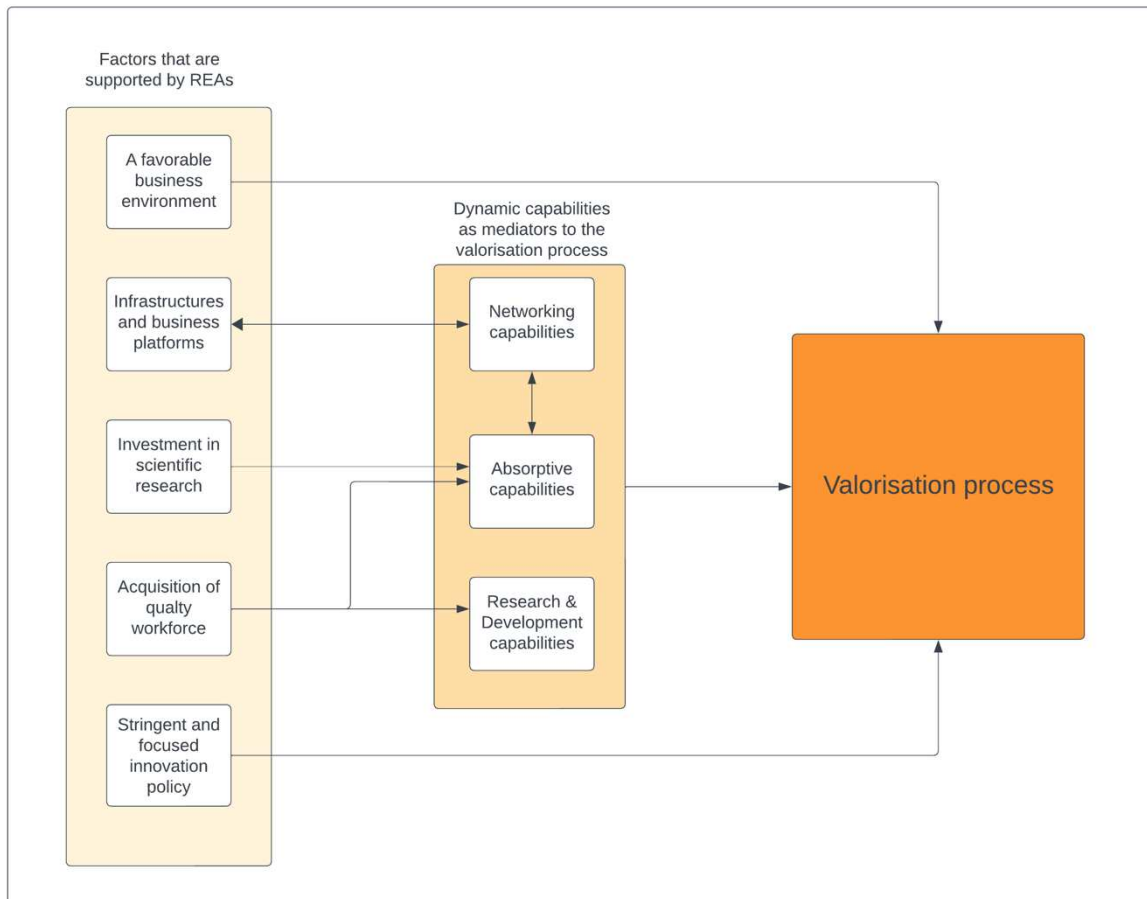 Factors that are
supported by REAs
A favorable
business
environment
Infrastructures
and business
platforms
Investment in
scientific
research
Acquisition of
qualty
workforce
Stringent and
focused
innovation
policy
Dynamic capabilities
as mediators to the
valorisation process
Networking
capabilities
Absorptive
capabilities
Research &
Development
capabilities
Valorisation process